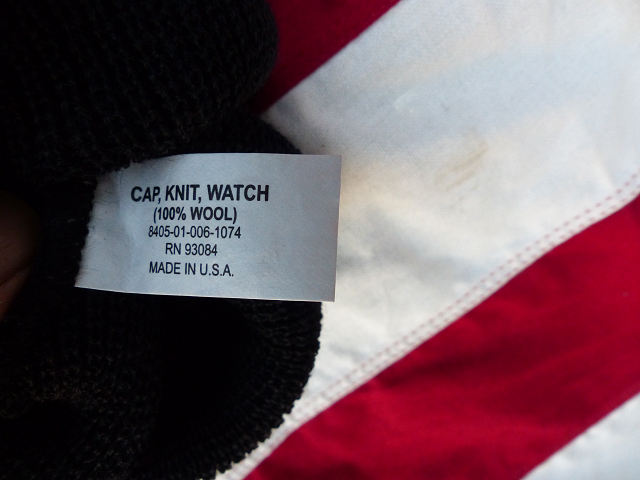 CAP, KNIT, WATCH
(100% WOOL)
8405-01-006-1074
RN 93084
MADE IN U.S.A.